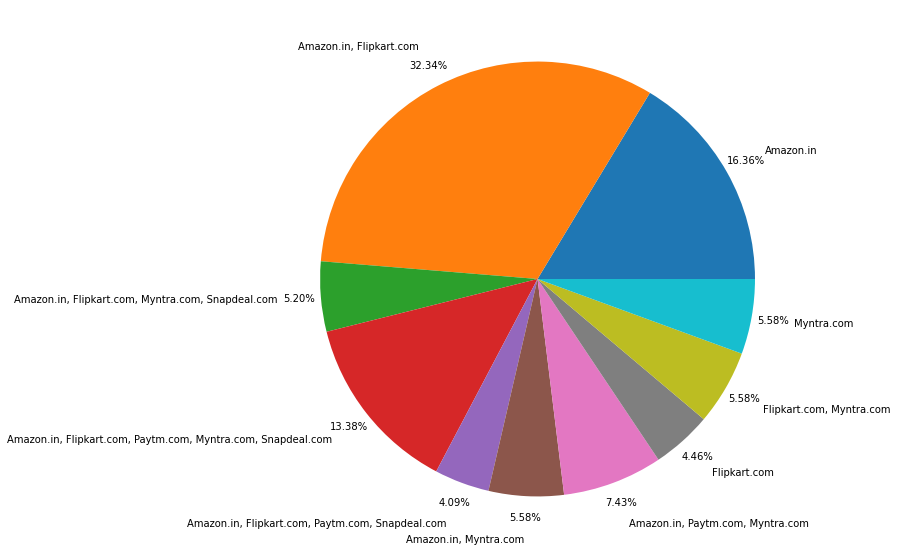 Amazon.in, Flipkart.com
32.34%
Amazon.in
16.36%
Amazon.in, Flipkart.com, Myntra.com, Snapdeal.com
5.20%
5.58%
Myntra.com
5.58%
Flipkart.com, Myntra.com
13.38%
Amazon.in, Flipkart.com, Paytm.com, Myntra.com, Snapdeal.com
4.46%
Flipkart.com
4.09%
Amazon.in, Flipkart.com, Paytm.com, Snapdeal.com
5.58%
Amazon.in, Myntra.com
7.43%
Amazon.in, Paytm.com, Myntra.com